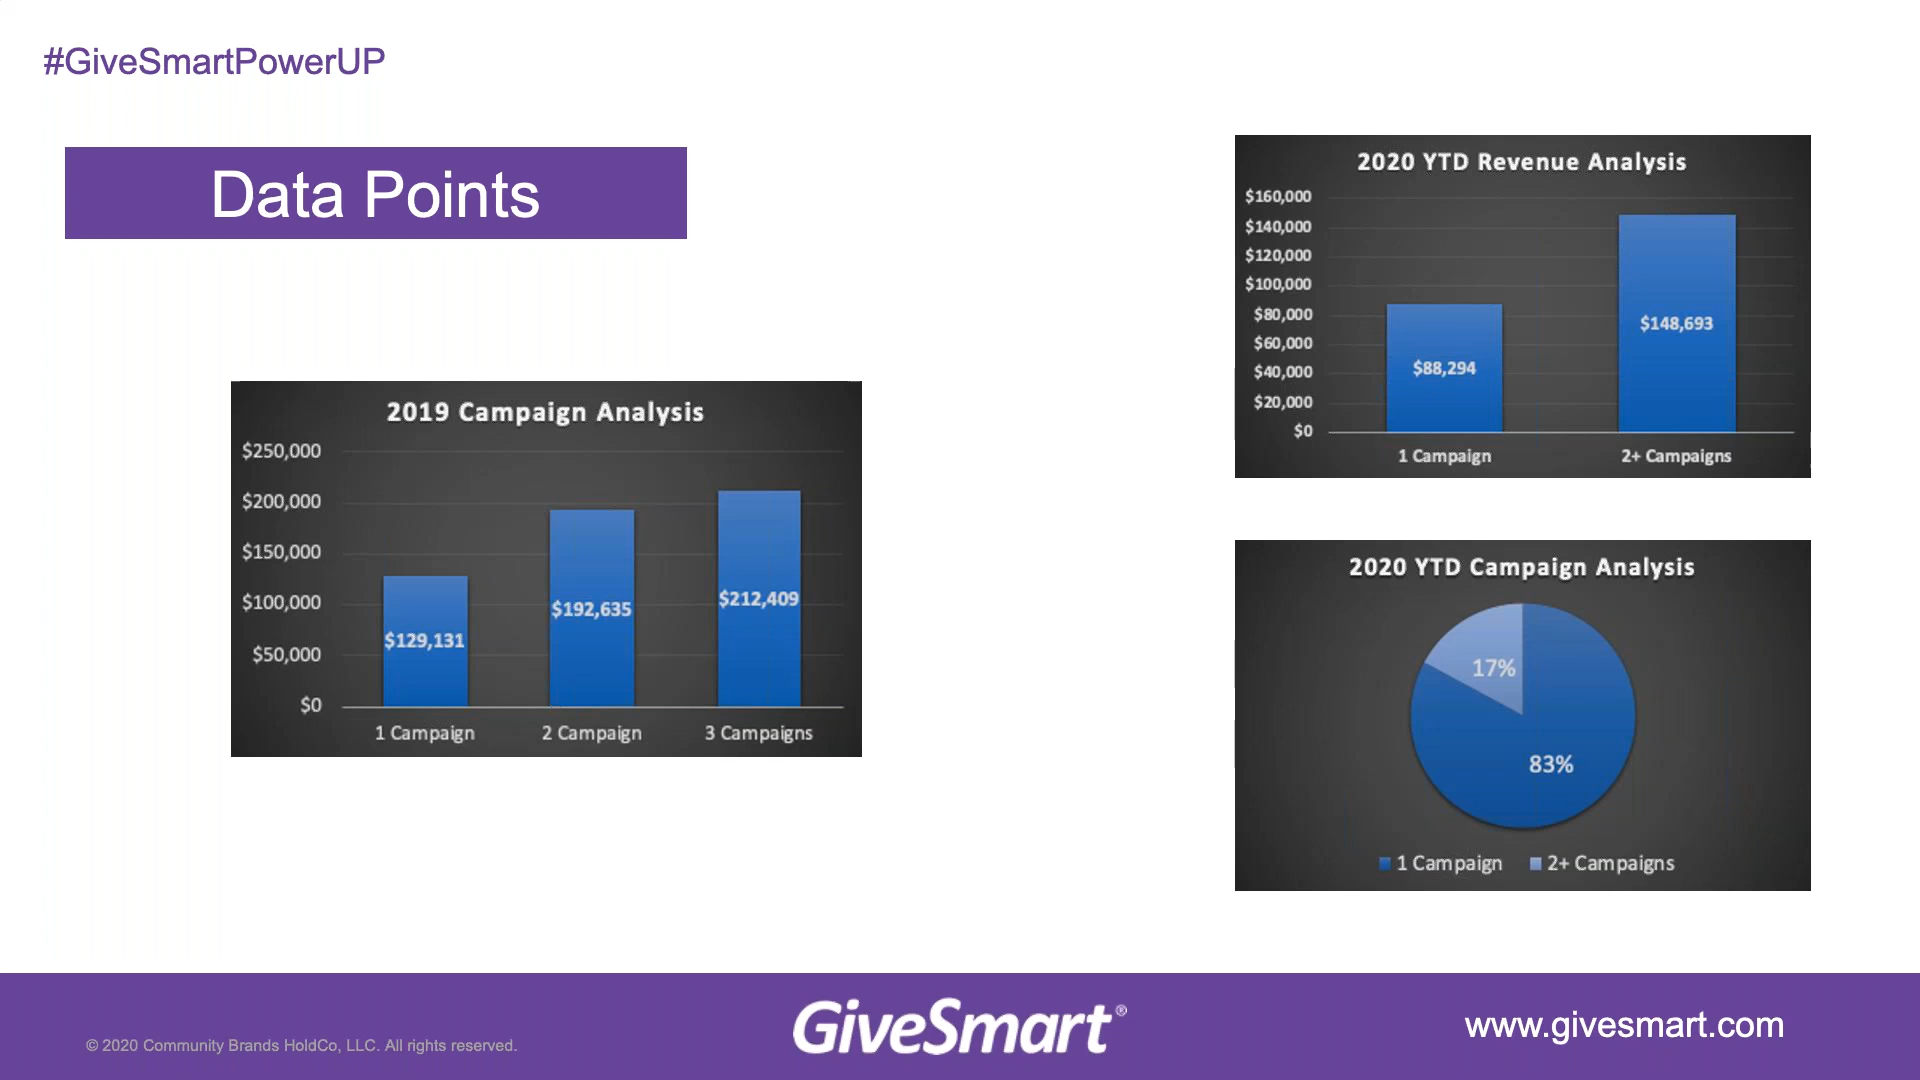 #GiveSmartPowerUP
Data Points
2019 Campaign Analysis
$250,000
$200,000
$150,000
$100,000
$50,000
$0
$129,131
$192,635
$212,409
1 Campaign
2 Campaign
3 Campaigns
2020 YTD Revenue Analysis
$160,000
$140,000
$120,000
$100,000
$80,000
$60,000
$40,000
$20,000
$0
$88,294
$148,693
1 Campaign
2+ Campaigns
2020 YTD Campaign Analysis
17%
83%
1 Campaign
2+ Campaigns
© 2020 Community Brands HoldCo, LLC. All rights reserved.
GiveSmart®
www.givesmart.com